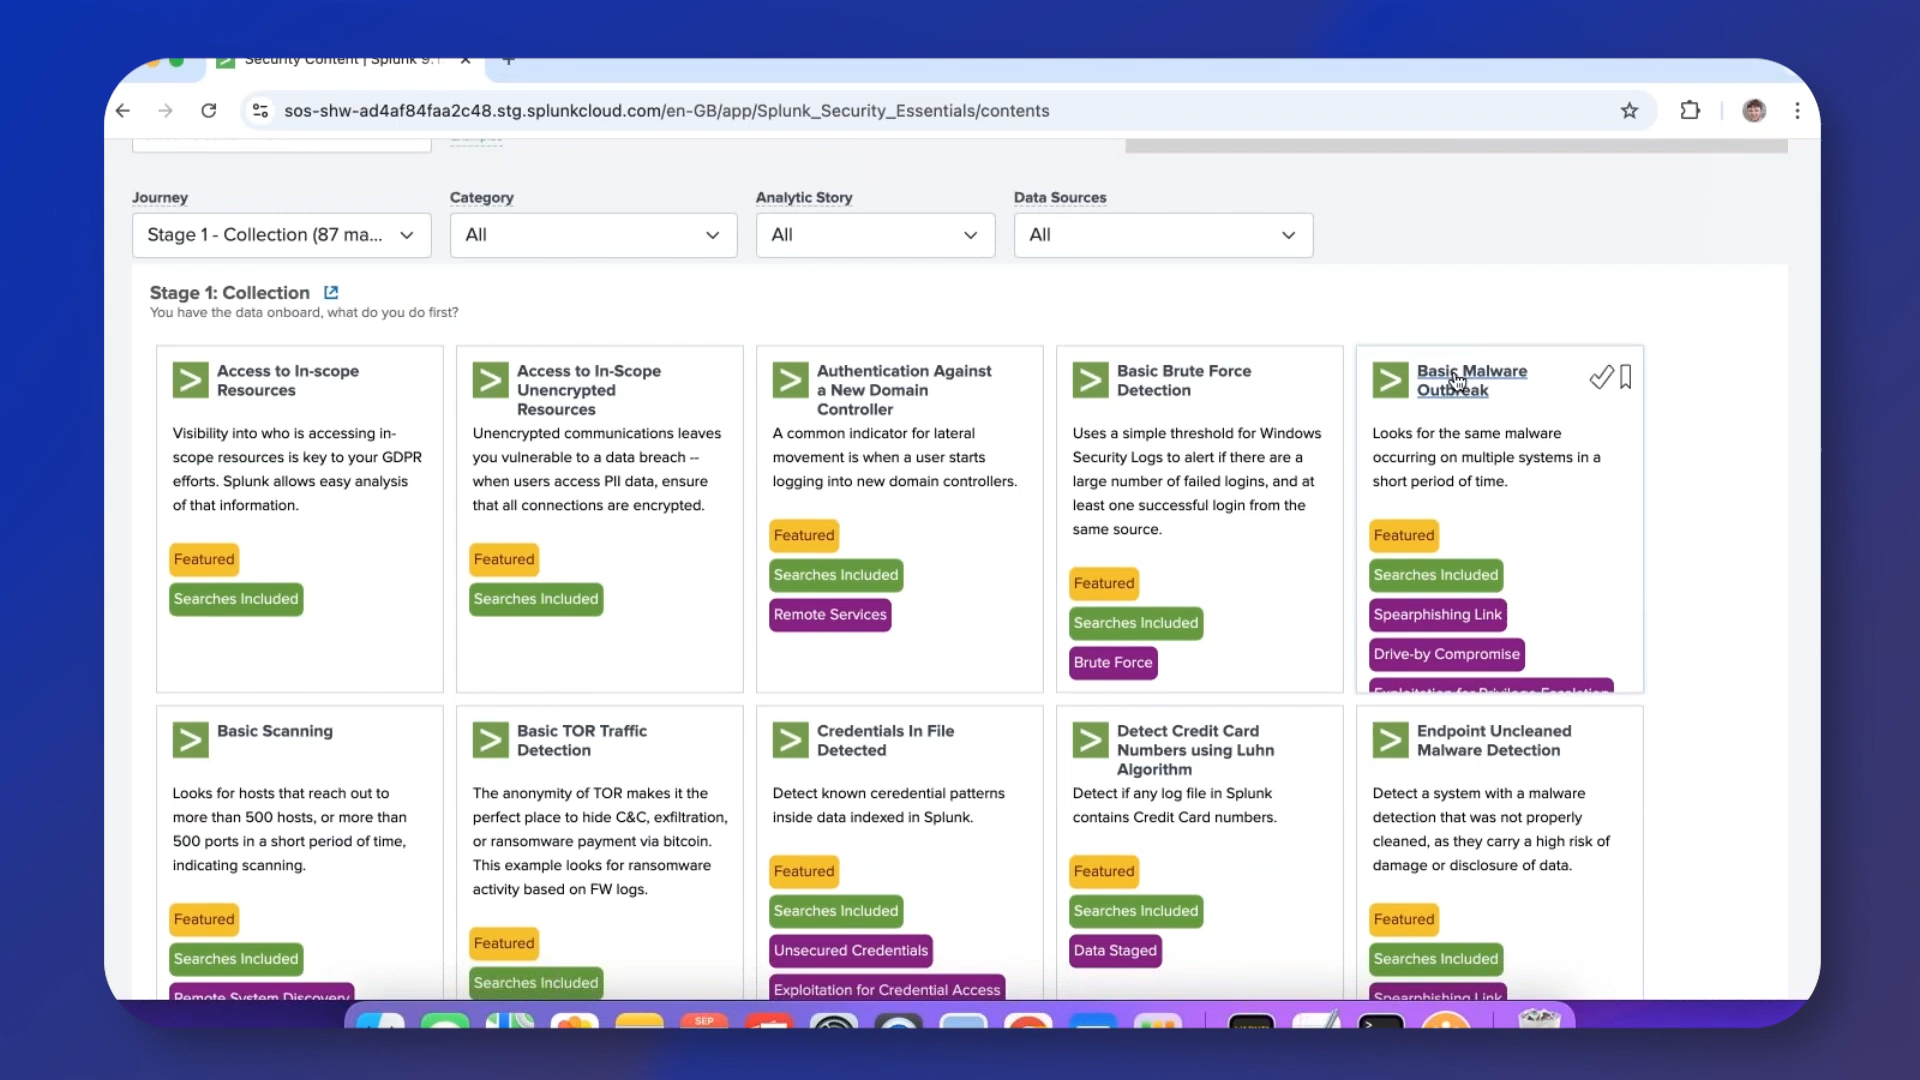 Security Content | Splunk 9.1
sos-shw-ad4af84faa2c48.stg.splunkcloud.com/en-GB/app/Splunk_Security_Essentials/contents
Journey
Category
Analytic Story
Data Sources
Stage 1 - Collection (87 ma...
All
All
All
Stage 1: Collection
You have the data onboard, what do you do first?
Access to In-scope
Resources
Visibility into who is accessing in-
scope resources is key to your GDPR
efforts. Splunk allows easy analysis
of that information.
Featured
Searches Included
Access to In-Scope
Unencrypted
Resources
Unencrypted communications leaves
you vulnerable to a data breach --
when users access PII data, ensure
that all connections are encrypted.
Featured
Searches Included
Authentication Against
a New Domain
Controller
A common indicator for lateral
movement is when a user starts
logging into new domain controllers.
Featured
Searches Included
Remote Services
Basic Brute Force
Detection
Uses a simple threshold for Windows
Security Logs to alert if there are a
large number of failed logins, and at
least one successful login from the
same source.
Featured
Searches Included
Brute Force
Basic Malware
Outbreak
Looks for the same malware
occurring on multiple systems in a
short period of time.
Featured
Searches Included
Spearphishing Link
Drive-by Compromise
Exploitation for Privilege Escalation
Basic Scanning
Looks for hosts that reach out to
more than 500 hosts, or more than
500 ports in a short period of time,
indicating scanning.
Featured
Searches Included
Remote System Discovery
Basic TOR Traffic
Detection
The anonymity of TOR makes it the
perfect place to hide C&C, exfiltration,
or ransomware payment via bitcoin.
This example looks for ransomware
activity based on FW logs.
Featured
Searches Included
Credentials In File
Detected
Detect known ceredential patterns
inside data indexed in Splunk.
Featured
Searches Included
Unsecured Credentials
Exploitation for Credential Access
Detect Credit Card
Numbers using Luhn
Algorithm
Detect if any log file in Splunk
contains Credit Card numbers.
Featured
Searches Included
Data Staged
Endpoint Uncleaned
Malware Detection
Detect a system with a malware
detection that was not properly
cleaned, as they carry a high risk of
damage or disclosure of data.
Featured
Searches Included
Spearphishing Link
SEP